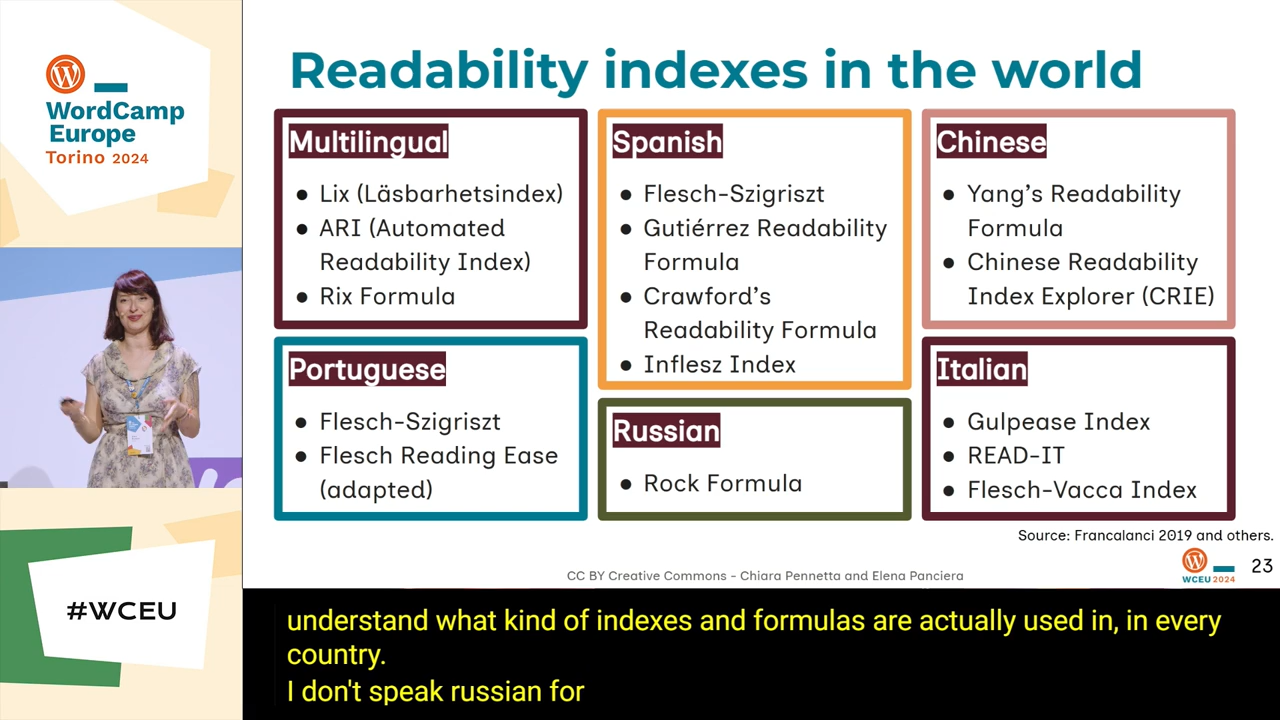 WordCamp
Europe
Torino 2024
#WCEU
Readability indexes in the world
Multilingual
● Lix (Läsbarhetsindex)
● ARI (Automated
Readability Index)
● Rix Formula
Spanish
● Flesch-Szigriszt
● Gutiérrez Readability
Formula
● Crawford’s
Readability Formula
● Inflesz Index
Chinese
● Yang’s Readability
Formula
● Chinese Readability
Index Explorer (CRIE)
Portuguese
● Flesch-Szigriszt
● Flesch Reading Ease
(adapted)
Russian
● Rock Formula
Italian
● Gulpease Index
● READ-IT
● Flesch-Vacca Index
Source: Francalanci 2019 and others.
CC BY Creative Commons - Chiara Pennetta and Elena Panciera
WCEU 2024
23
understand what kind of indexes and formulas are actually used in, in every
country.
I don't speak russian for